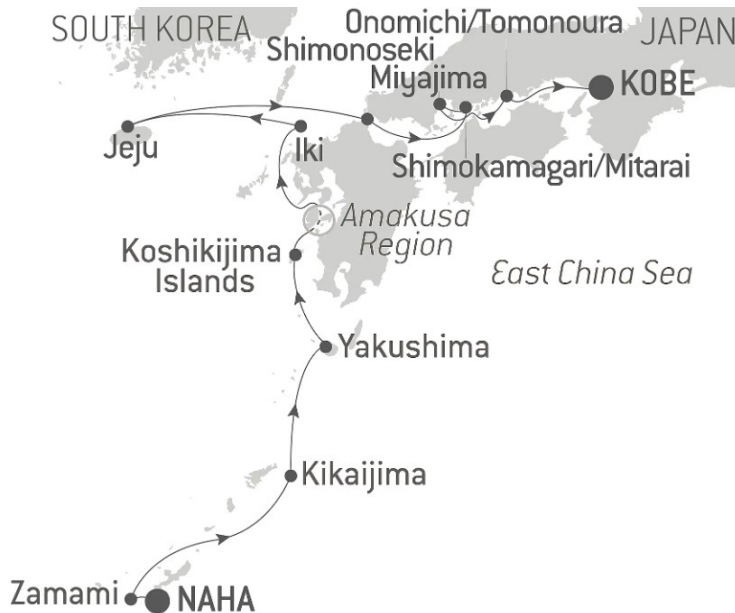 Onomichi/Tomonoura
SOUTH KOREA
JAPAN
Shimonoseki
Miyajima
KOBE
Jeju
Iki
Shimokamagari/Mitarai
Amakusa
Region
Koshikijima
Islands
East China Sea
Yakushima
Kikaijima
Zamami
NAHA